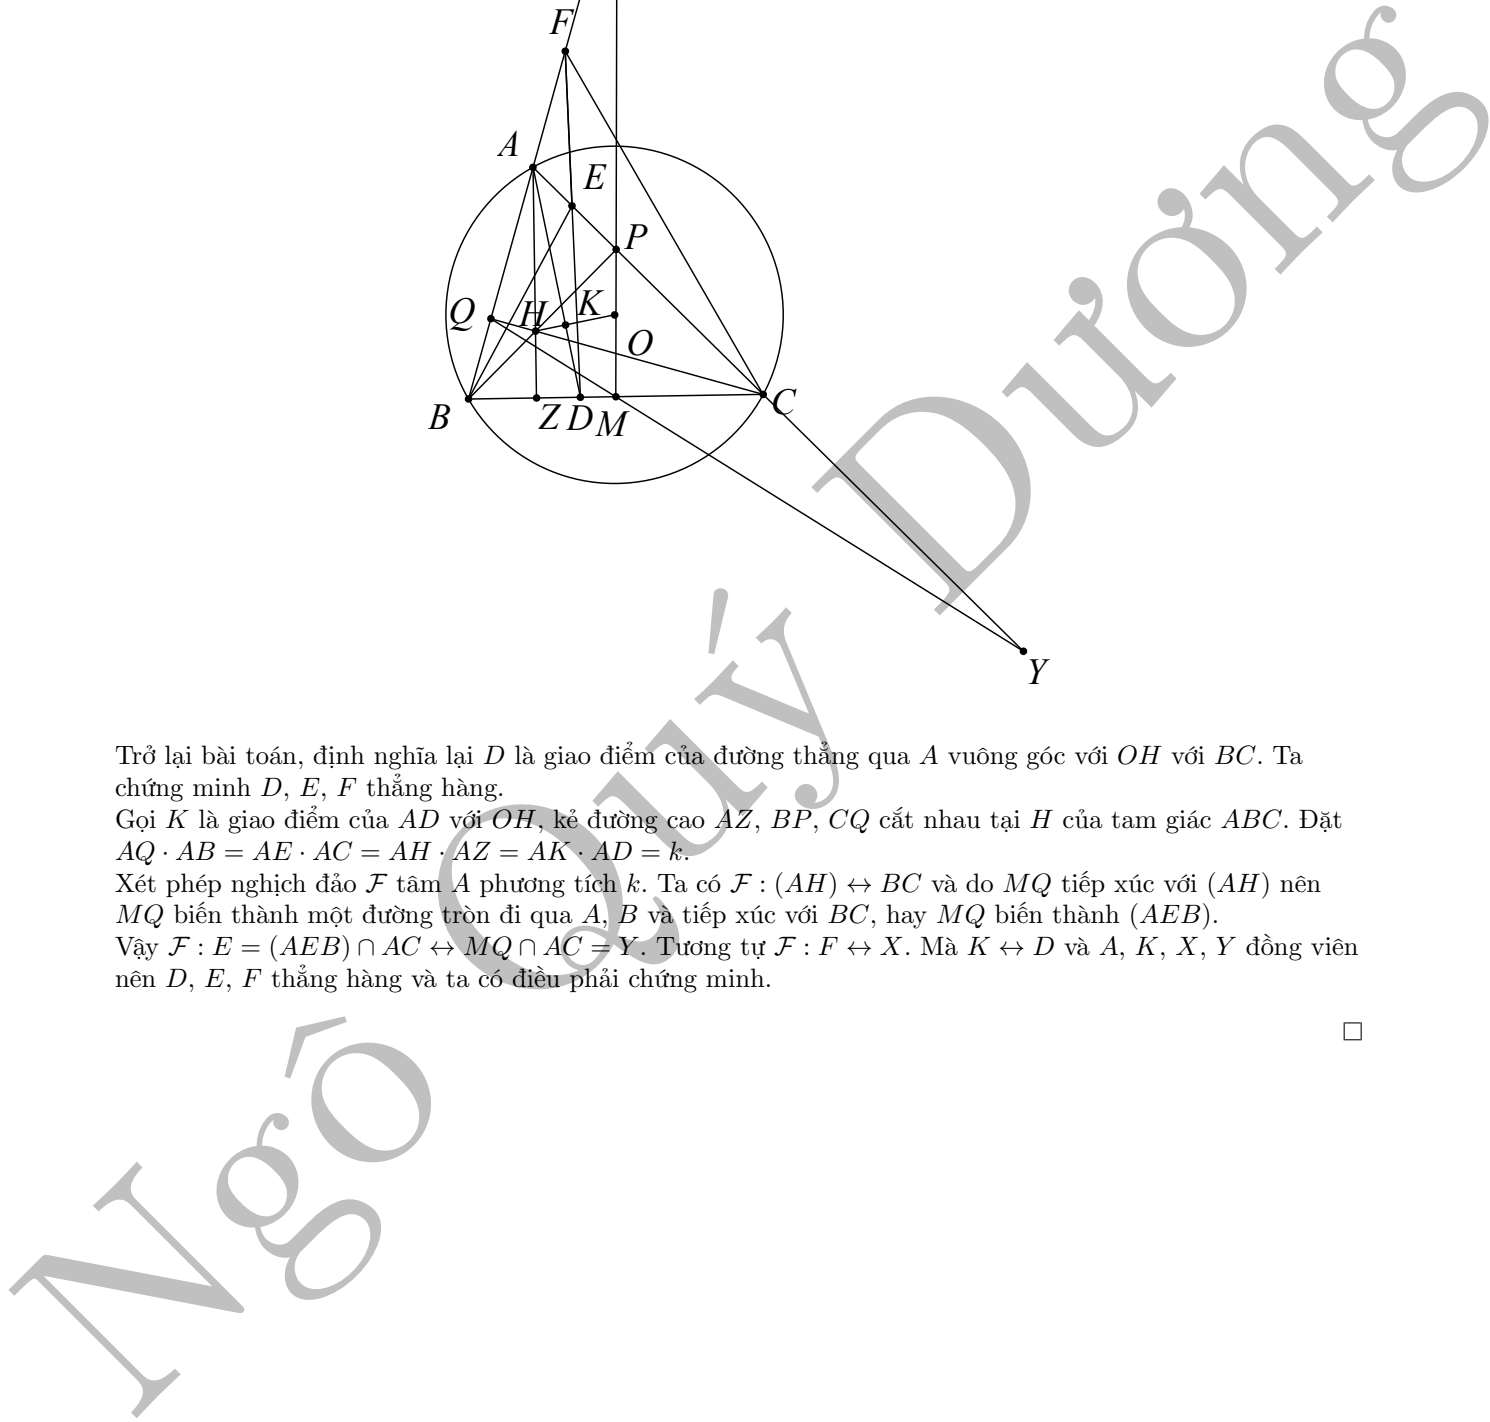 F
A
E
P
Q H K
O
B Z D M C
Y
Trở lại bài toán, định nghĩa lại D là giao điểm của đường thẳng qua A vuông góc với OH với BC. Ta
chứng minh D, E, F thẳng hàng.
Gọi K là giao điểm của AD với OH, kẻ đường cao AZ, BP, CQ cắt nhau tại H của tam giác ABC. Đặt
AQ · AB = AE · AC = AH · AZ = AK · AD = k.
Xét phép nghịch đảo ℱ tâm A phương tích k. Ta có ℱ : (AH) ↔ BC và do MQ tiếp xúc với (AH) nên
MQ biến thành một đường tròn đi qua A, B và tiếp xúc với BC, hay MQ biến thành (AEB).
Vậy ℱ : E = (AEB) ∩ AC ↔ MQ ∩ AC = Y. Tương tự ℱ : F ↔ X. Mà K ↔ D và A, K, X, Y đồng viên
nên D, E, F thẳng hàng và ta có điều phải chứng minh.
□
Ngô Quý Dương